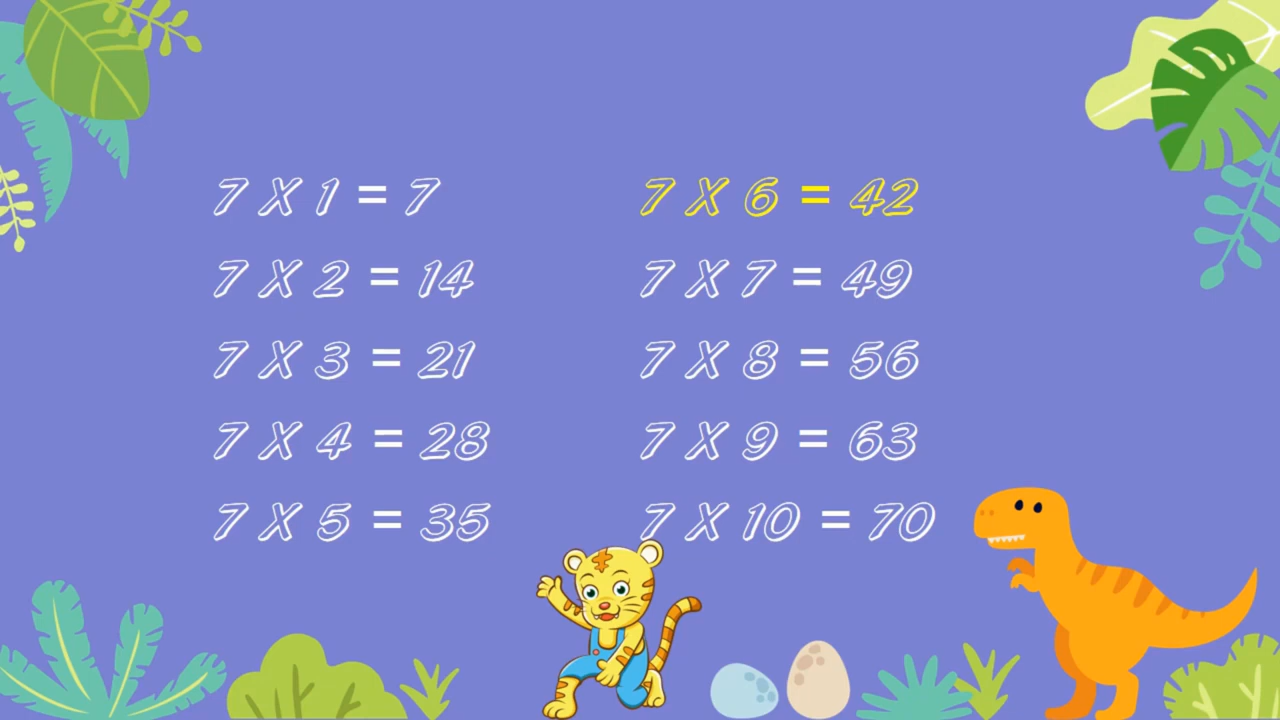 7 X 1 = 7
7 X 2 = 14
7 X 3 = 21
7 X 4 = 28
7 X 5 = 35
7 X 6 = 42
7 X 7 = 49
7 X 8 = 56
7 X 9 = 63
7 X 10 = 70